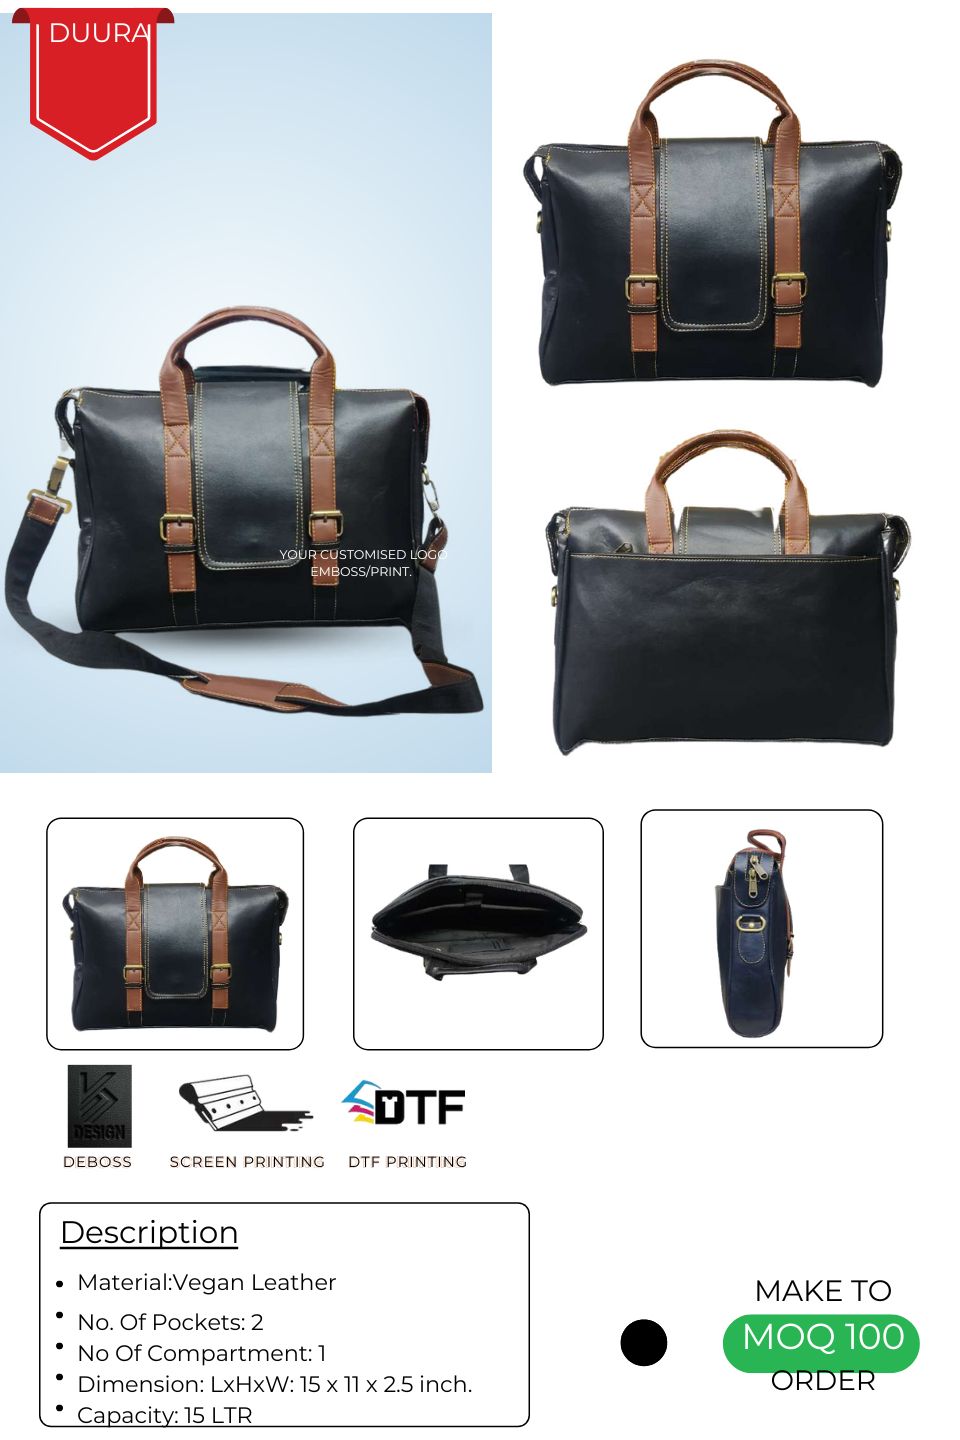 DUURA
YOUR CUSTOMISED LOGO
EMBOSS/PRINT.
DESIGN
DTF
DEBOSS
SCREEN PRINTING
DTF PRINTING
Description
• Material:Vegan Leather
• No. Of Pockets: 2
• No Of Compartment: 1
• Dimension: LxHxW: 15 x 11 x 2.5 inch.
• Capacity: 15 LTR
MAKE TO
MOQ 100
ORDER